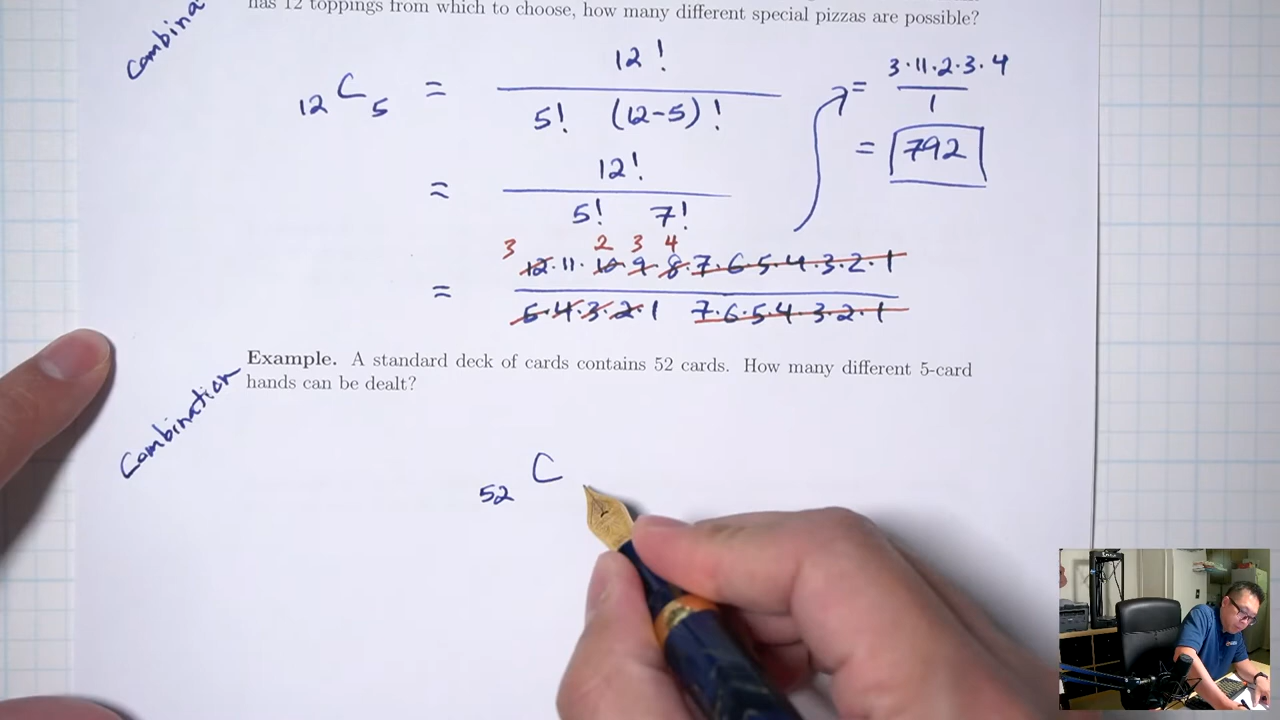 has 12 toppings from which to choose, how many different special pizzas are possible?
Combina
12 C 5 = 12! / 5! (12-5)!
= 12! / 5! 7!
3 2 3 4
= 12·11·10·9·8·7·6·5·4·3·2·1 / 5·4·3·2·1 7·6·5·4·3·2·1
= 3·11·2·3·4 / 1
= 792
Example. A standard deck of cards contains 52 cards. How many different 5-card
hands can be dealt?
Combination
52 C